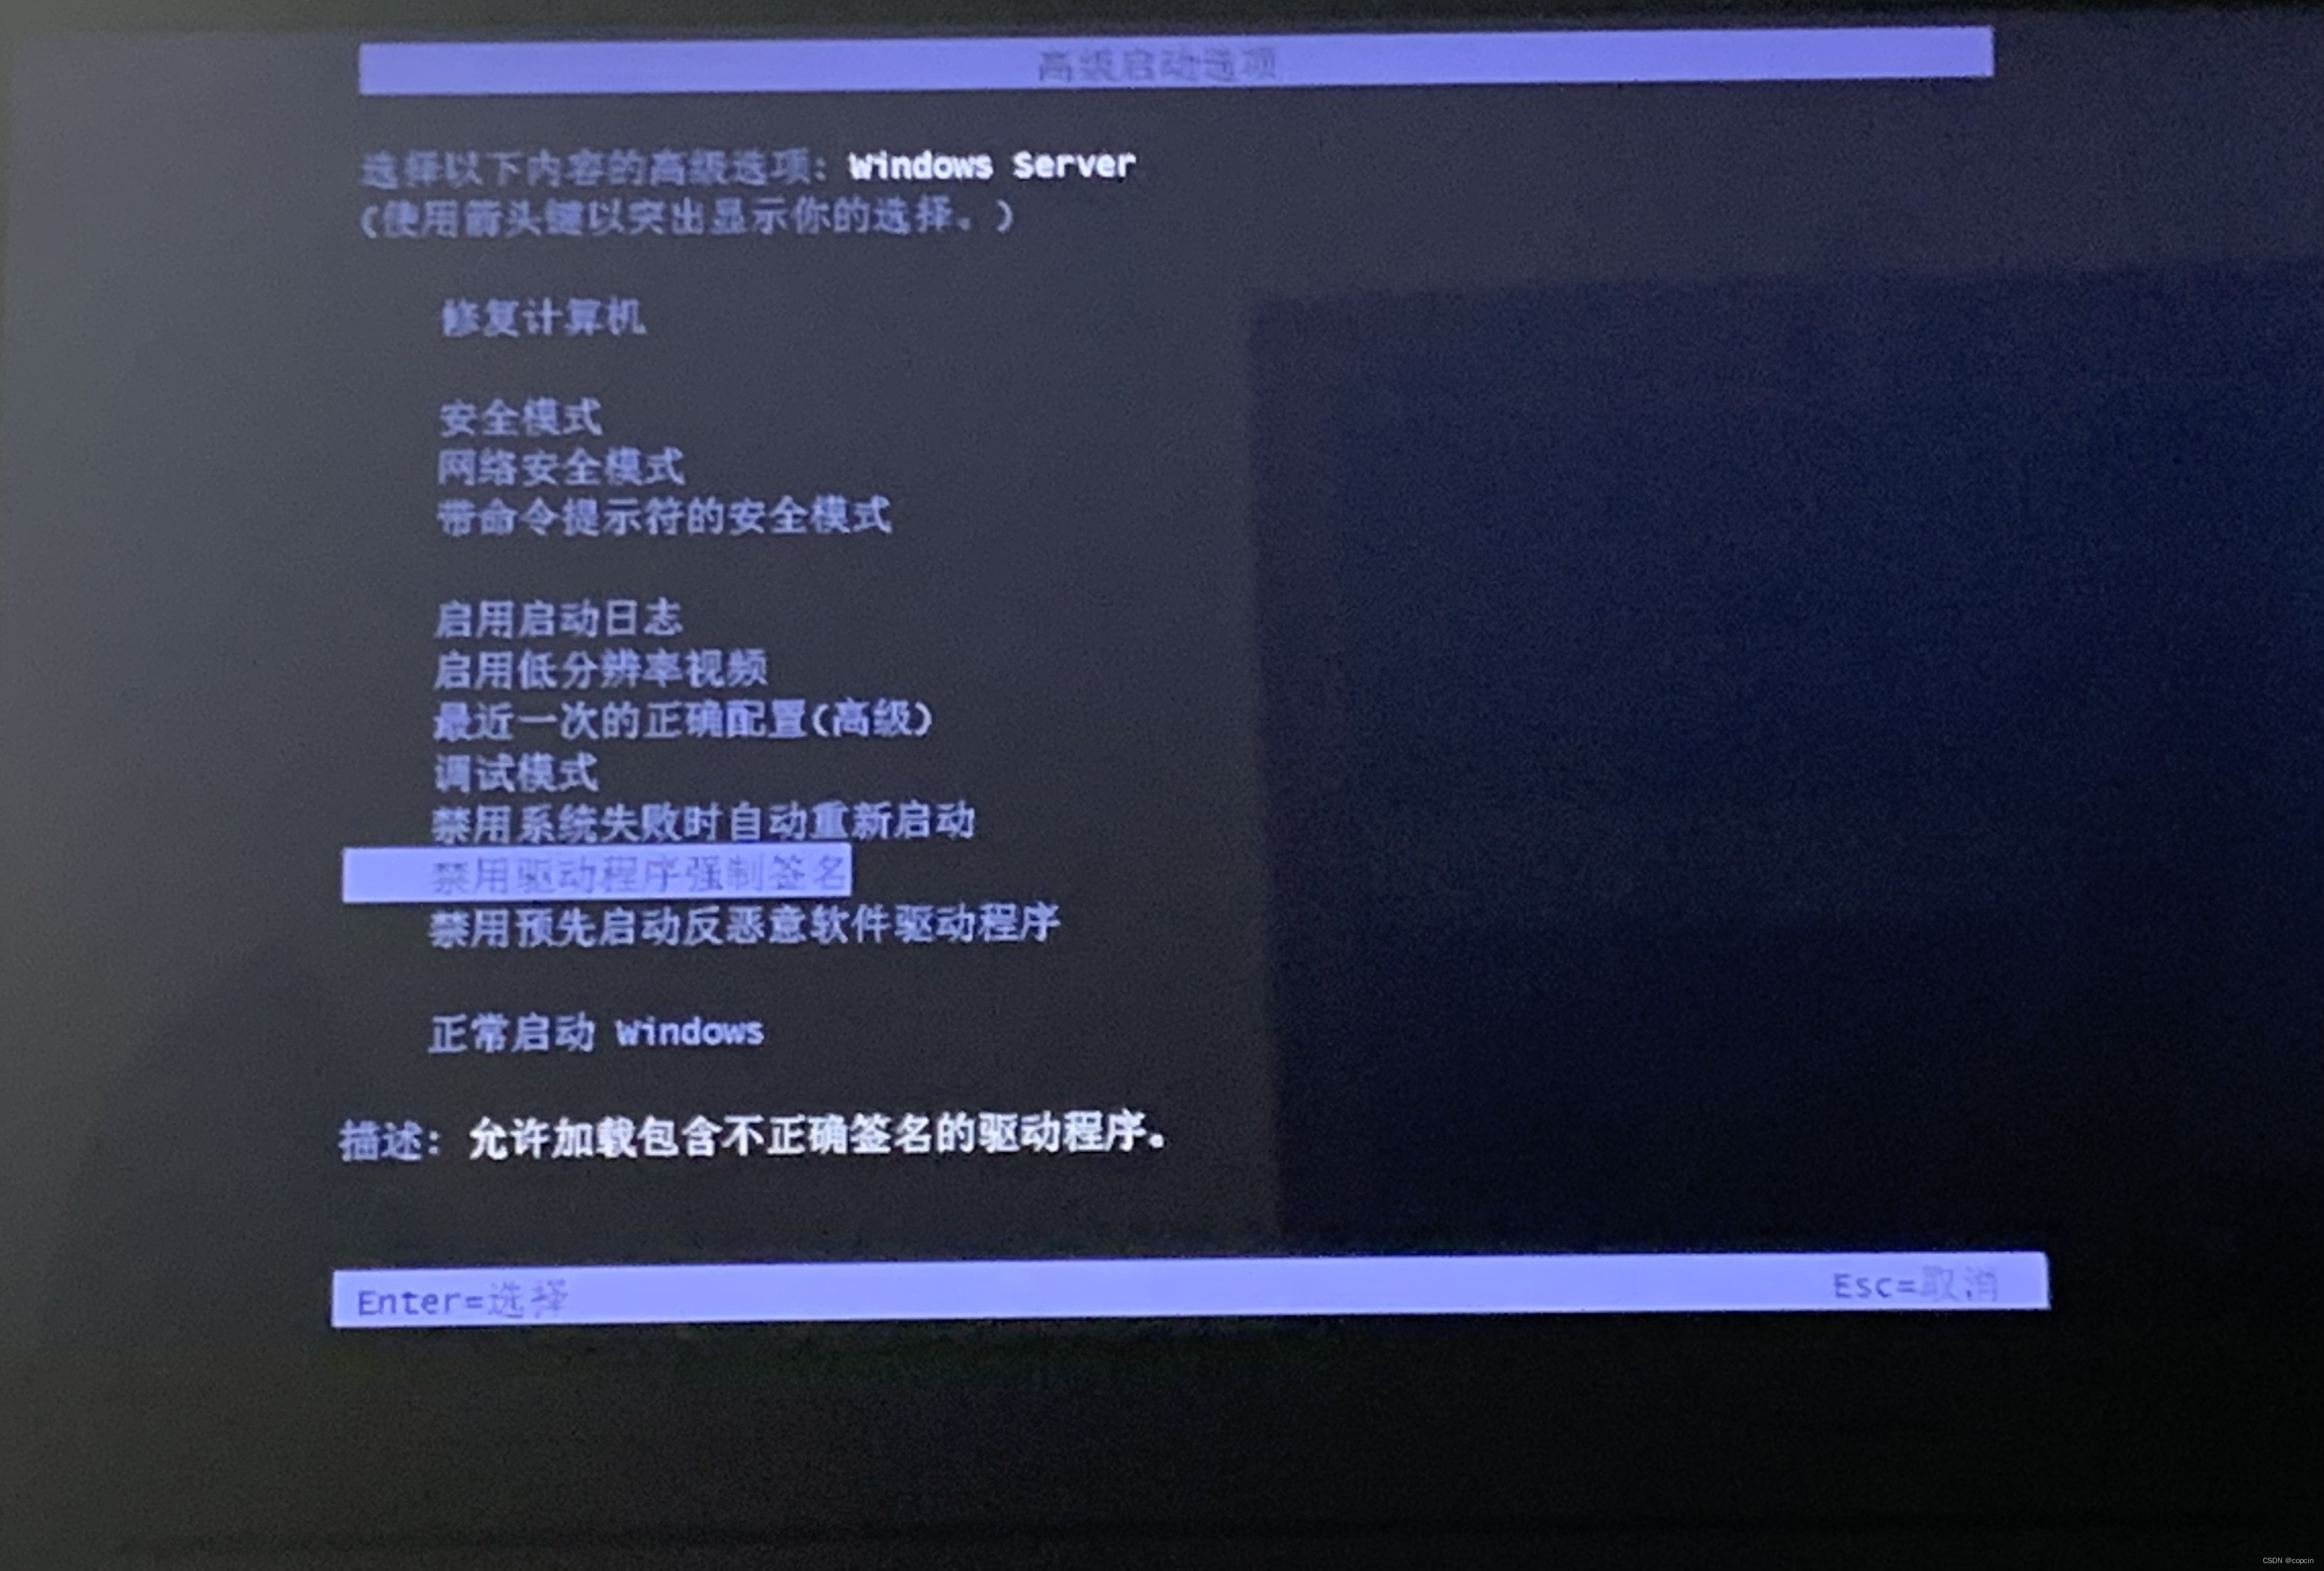 高级启动选项
选择以下内容的高级选项: Windows Server
(使用箭头键以突出显示你的选择。)
修复计算机
安全模式
网络安全模式
带命令提示符的安全模式
启用启动日志
启用低分辨率视频
最近一次的正确配置(高级)
调试模式
禁用系统失败时自动重新启动
禁用驱动程序强制签名
禁用预先启动反恶意软件驱动程序
正常启动 Windows
描述: 允许加载包含不正确签名的驱动程序。
Enter=选择 Esc=取消
CSDN @copcin